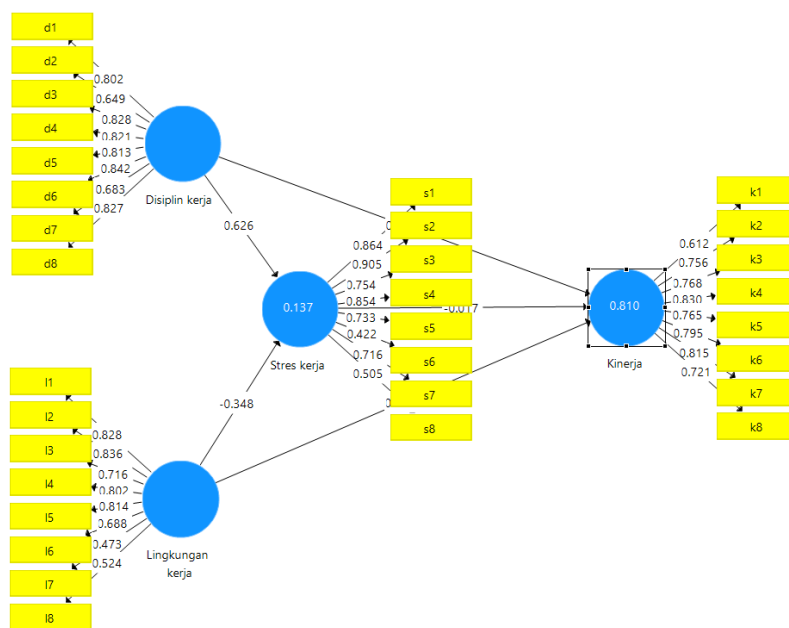 d1
d2
d3
d4
d5
d6
d7
d8
0.802
0.649
0.828
0.821
0.813
0.842
0.683
0.827
Disiplin kerja
0.626
0.137
Stres kerja
-0.348
l1
l2
l3
l4
l5
l6
l7
l8
0.828
0.836
0.716
0.802
0.814
0.688
0.473
0.524
Lingkungan
kerja
s1
s2
s3
s4
s5
s6
s7
s8
0.864
0.905
0.754
0.854
0.733
0.422
0.716
0.505
-0.017
0.810
Kinerja
0.612
0.756
0.768
0.830
0.765
0.795
0.815
0.721
k1
k2
k3
k4
k5
k6
k7
k8